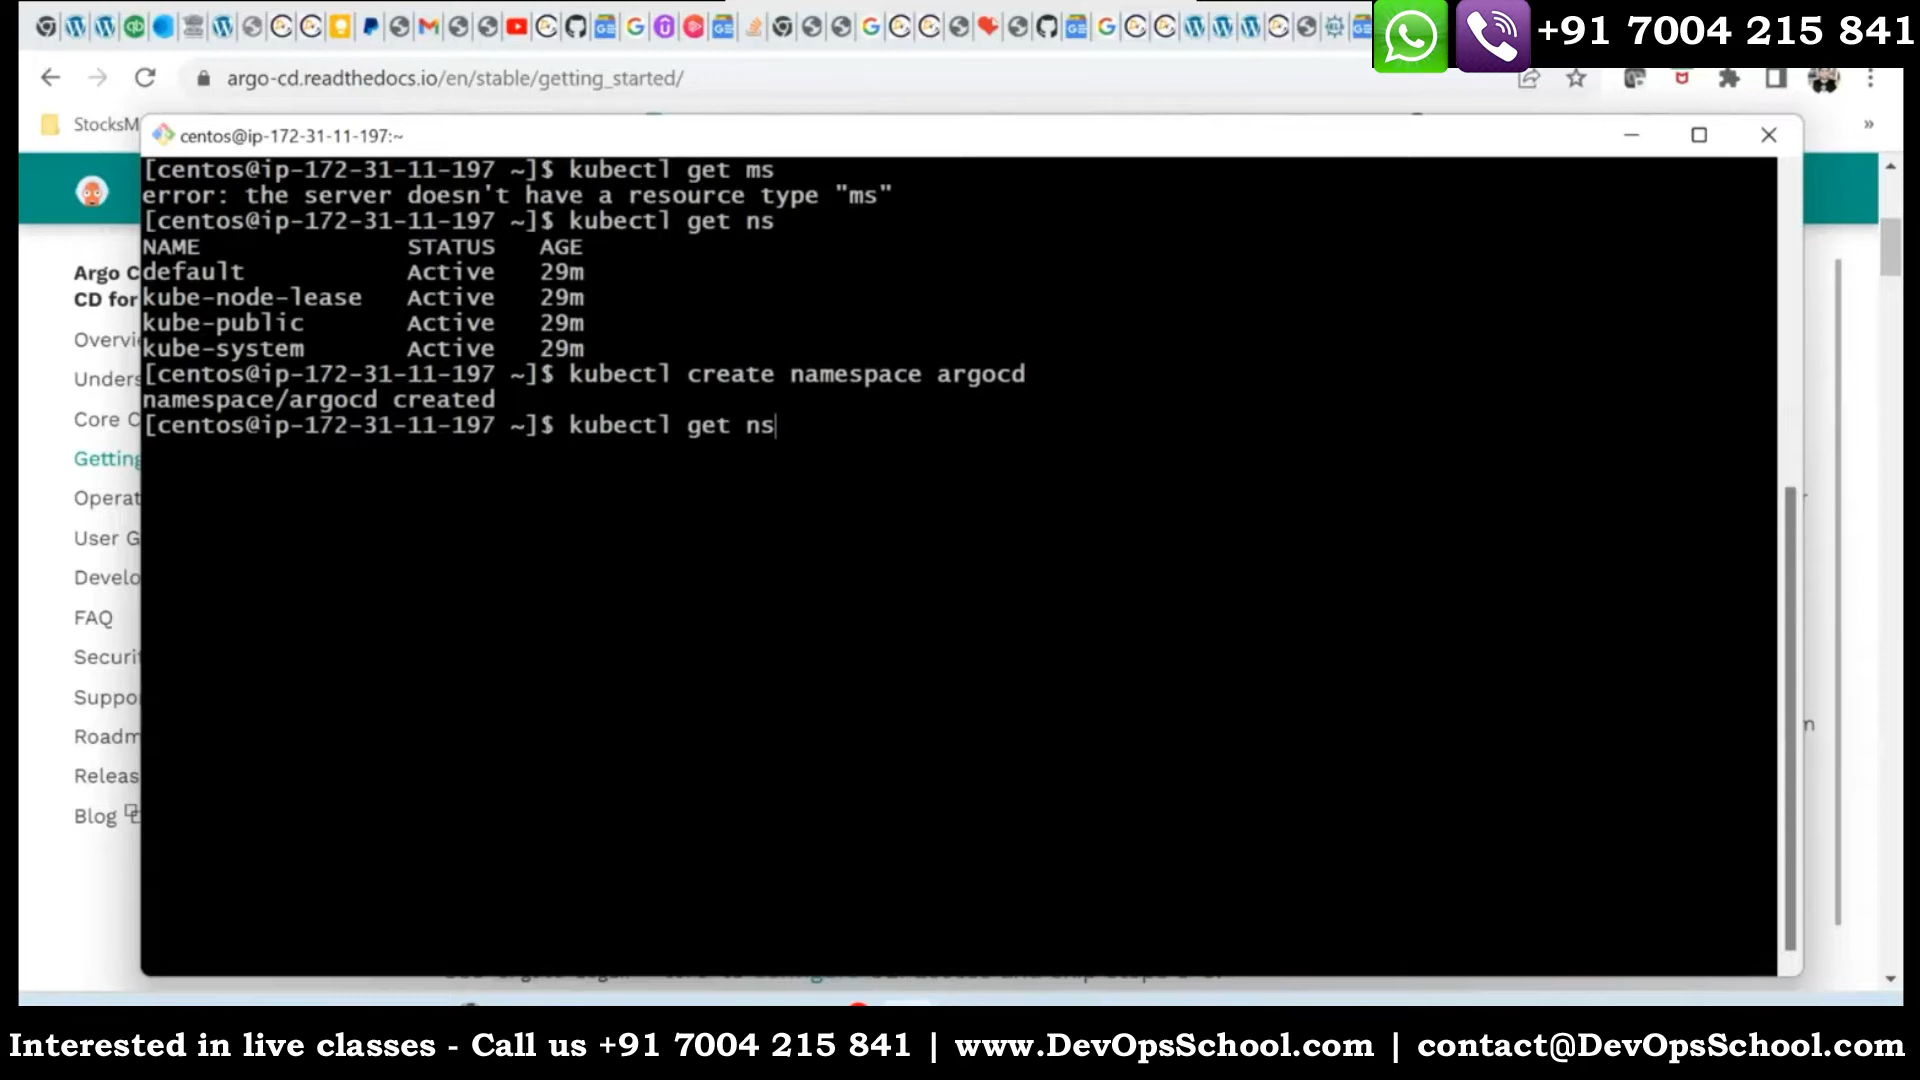 +91 7004 215 841
argo-cd.readthedocs.io/en/stable/getting_started/
StocksM
»
centos@ip-172-31-11-197:~
[centos@ip-172-31-11-197 ~]$ kubectl get ms
error: the server doesn't have a resource type "ms"
[centos@ip-172-31-11-197 ~]$ kubectl get ns
NAME STATUS AGE
default Active 29m
kube-node-lease Active 29m
kube-public Active 29m
kube-system Active 29m
[centos@ip-172-31-11-197 ~]$ kubectl create namespace argocd
namespace/argocd created
[centos@ip-172-31-11-197 ~]$ kubectl get ns
Argo C
CD for
Overvi
Unders
Core C
Getting
Operat
User G
Develo
FAQ
Securit
Suppo
Roadm
Releas
Blog
Interested in live classes - Call us +91 7004 215 841 | www.DevOpsSchool.com | contact@DevOpsSchool.com